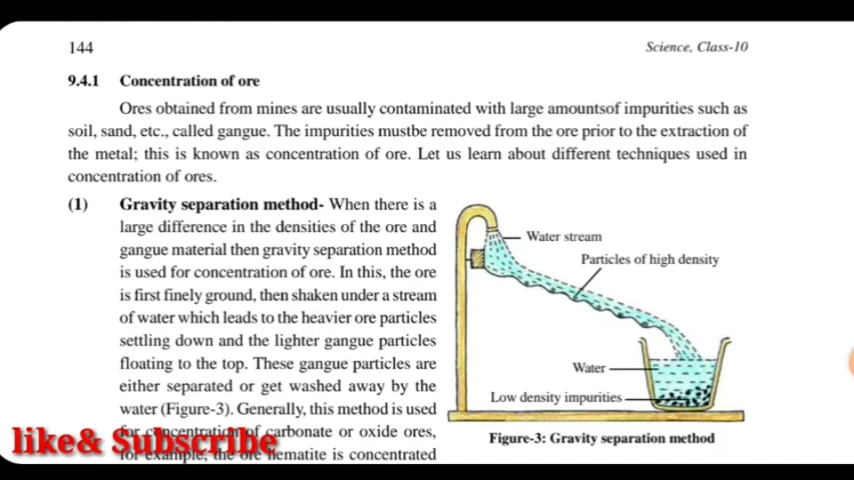 144
Science, Class-10
9.4.1 Concentration of ore
Ores obtained from mines are usually contaminated with large amountsof impurities such as
soil, sand, etc., called gangue. The impurities mustbe removed from the ore prior to the extraction of
the metal; this is known as concentration of ore. Let us learn about different techniques used in
concentration of ores.
(1) Gravity separation method- When there is a
large difference in the densities of the ore and
gangue material then gravity separation method
is used for concentration of ore. In this, the ore
is first finely ground, then shaken under a stream
of water which leads to the heavier ore particles
settling down and the lighter gangue particles
floating to the top. These gangue particles are
either separated or get washed away by the
water (Figure-3). Generally, this method is used
for concentration of carbonate or oxide ores,
for example, the ore hematite is concentrated
Water stream
Particles of high density
Water
Low density impurities
Figure-3: Gravity separation method
like& Subscribe